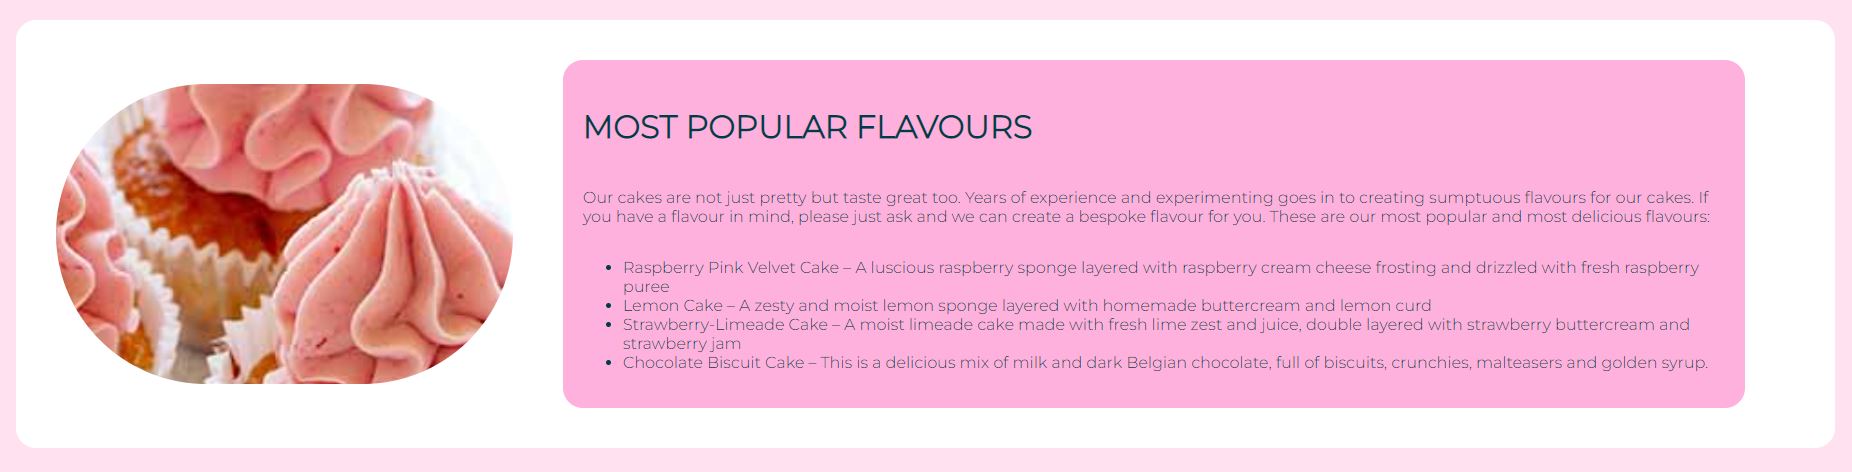 MOST POPULAR FLAVOURS
Our cakes are not just pretty but taste great too. Years of experience and experimenting goes in to creating sumptuous flavours for our cakes. If
you have a flavour in mind, please just ask and we can create a bespoke flavour for you. These are our most popular and most delicious flavours:
• Raspberry Pink Velvet Cake – A luscious raspberry sponge layered with raspberry cream cheese frosting and drizzled with fresh raspberry
puree
• Lemon Cake – A zesty and moist lemon sponge layered with homemade buttercream and lemon curd
• Strawberry-Limeade Cake – A moist limeade cake made with fresh lime zest and juice, double layered with strawberry buttercream and
strawberry jam
• Chocolate Biscuit Cake – This is a delicious mix of milk and dark Belgian chocolate, full of biscuits, crunchies, malteasers and golden syrup.